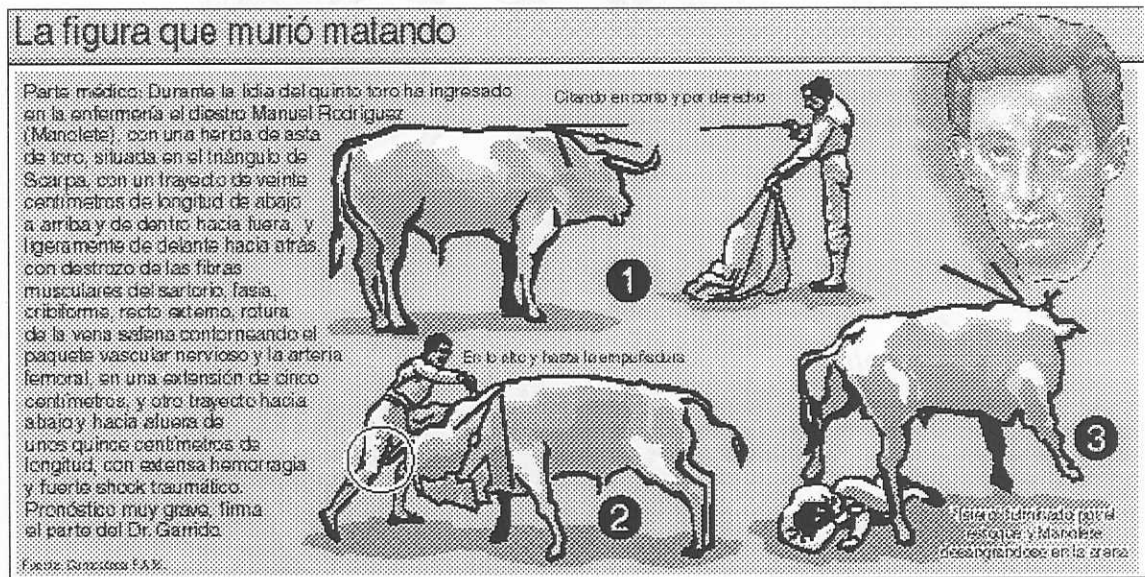 La figura que murió matando
Parte médico: Durante la lidia del quinto toro ha ingresado
en la enfermería el diestro Manuel Rodríguez
(Manolete), con una herida de asta
de toro, situada en el triángulo de
Scarpa, con un trayecto de veinte
centímetros de longitud de abajo
a arriba y de dentro hacia fuera, y
ligeramente de delante hacia atrás,
con destrozo de las fibras
musculares del sartorio, fasia,
cribiforme, recto externo, rotura
de la vena safena contorneando el
paquete vascular nervioso y la arteria
femoral, en una extensión de cinco
centímetros, y otro trayecto hacia
abajo y hacia afuera de
unos quince centímetros de
longitud, con extensa hemorragia
y fuerte shock traumático.
Pronóstico muy grave, firma
el parte del Dr. Garrido.
Fuente:
Citando en corto y por derecho
1
En lo alto y hasta la empuñadura
2
3
fulminado por el
estoque y Manolete
desangrándose en la arena